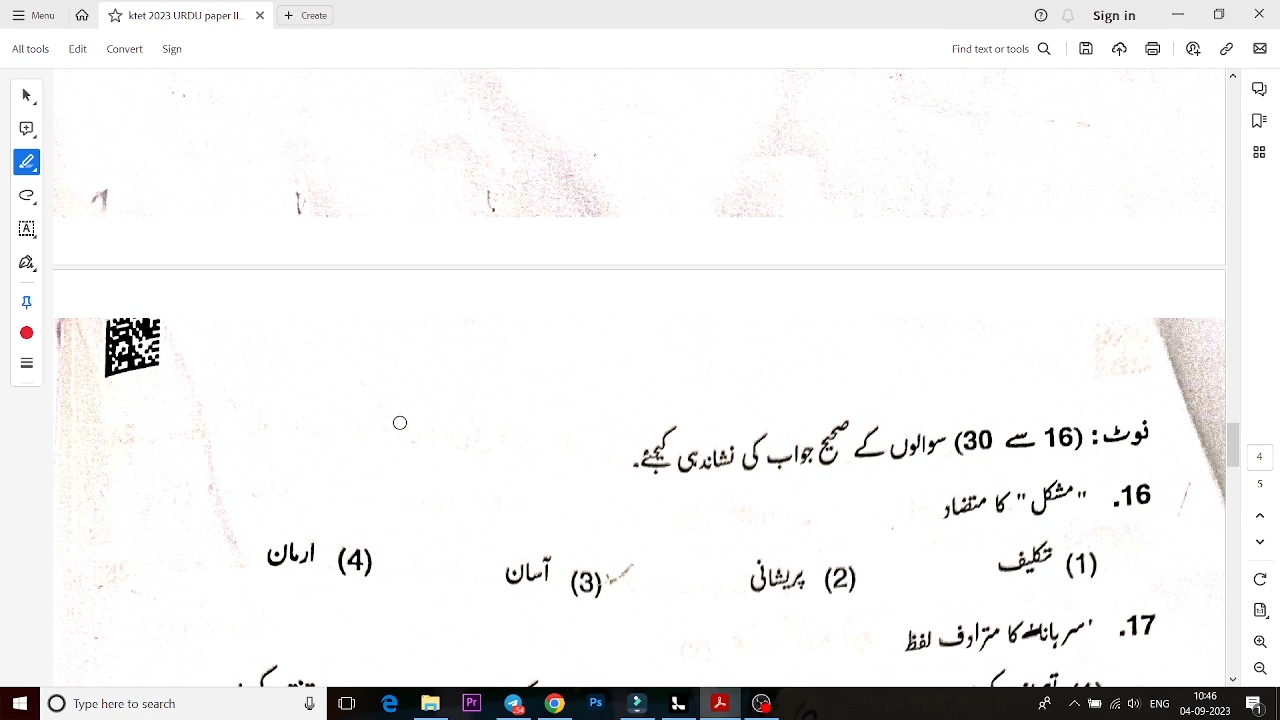 Menu
ktet 2023 URDU paper II...
Create
Sign in
All tools
Edit
Convert
Sign
Find text or tools
نوٹ: (16 سے 30) سوالوں کے صحیح جواب کی نشاندہی کیجئے۔
16. "مشکل" کا متضاد
(1) تکلیف
(2) پریشانی
(3) آسان
(4) ارمان
17. کا مترادف لفظ
4
5
Type here to search
54
ENG
10:46
04-09-2023